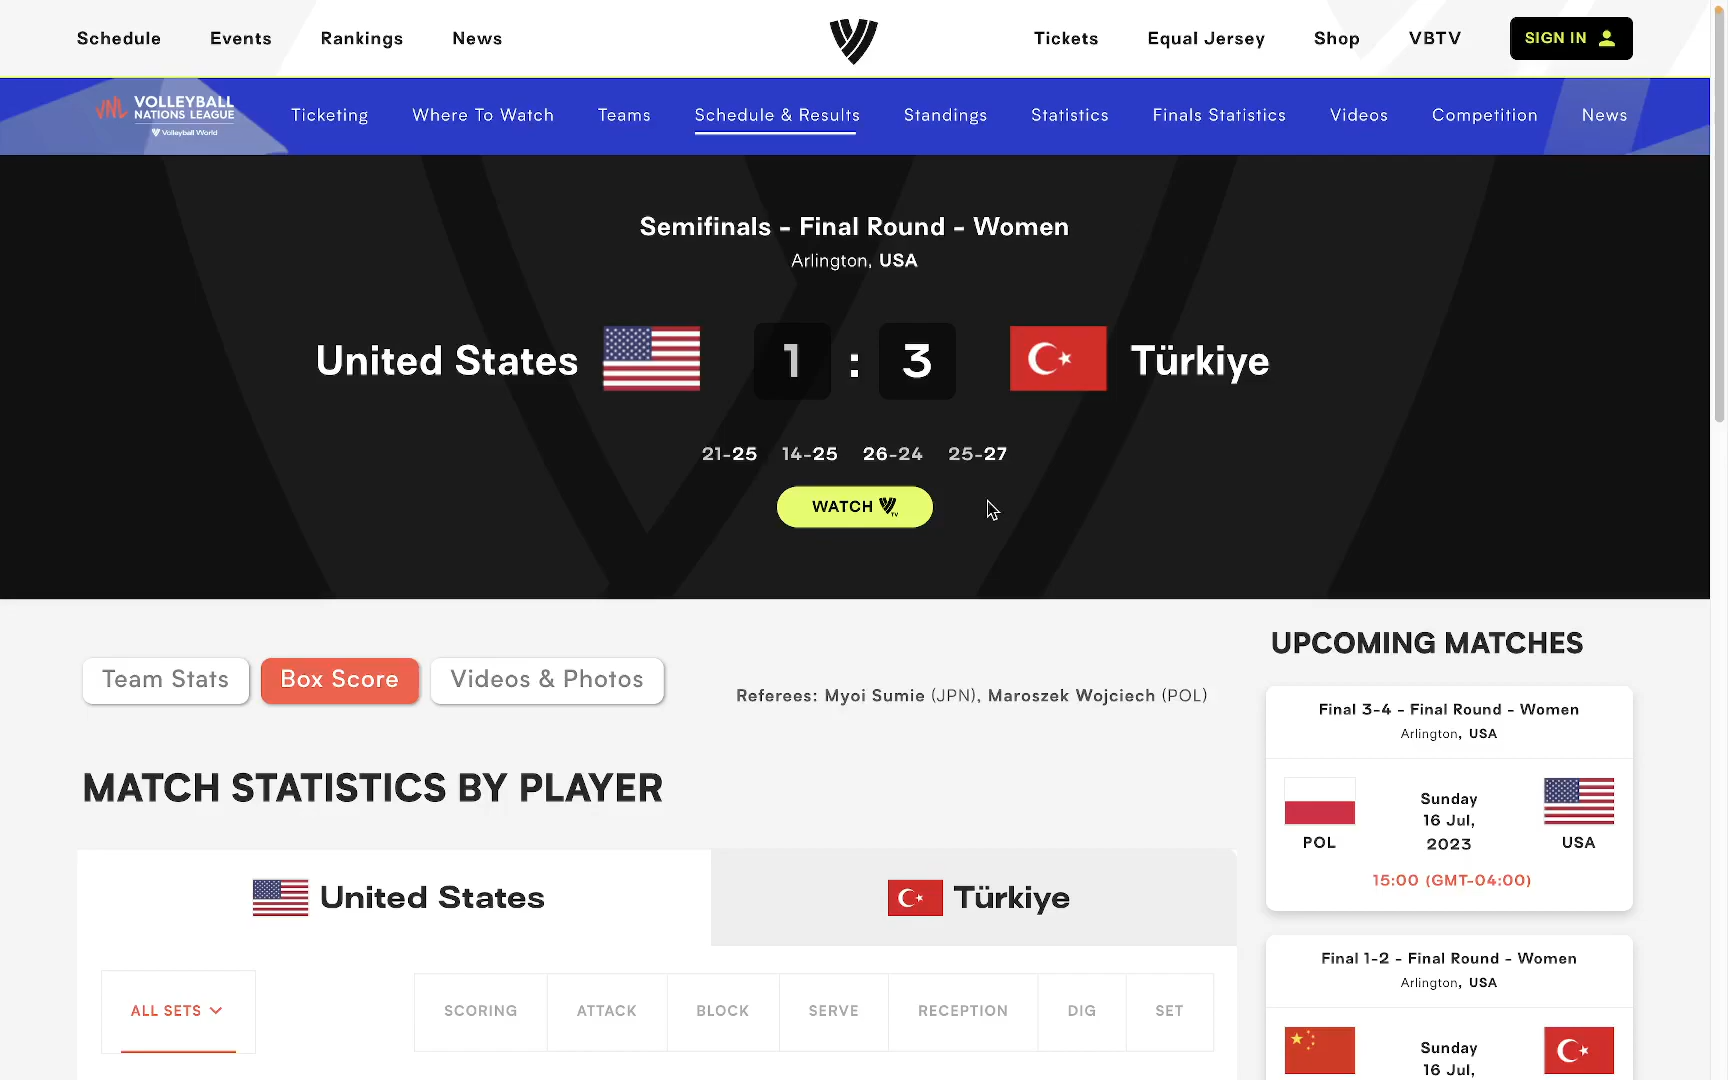 Schedule Events Rankings News Tickets Equal Jersey Shop VBTV SIGN IN
VOLLEYBALL
NATIONS LEAGUE
Volleyball World
Ticketing Where To Watch Teams Schedule & Results Standings Statistics Finals Statistics Videos Competition News
Semifinals - Final Round - Women
Arlington, USA
United States 1 : 3 Türkiye
21-25 14-25 26-24 25-27
WATCH TV
Team Stats Box Score Videos & Photos
Referees: Myoi Sumie (JPN), Maroszek Wojciech (POL)
MATCH STATISTICS BY PLAYER
United States Türkiye
ALL SETS SCORING ATTACK BLOCK SERVE RECEPTION DIG SET
UPCOMING MATCHES
Final 3-4 - Final Round - Women
Arlington, USA
Sunday
16 Jul,
2023
POL USA
15:00 (GMT-04:00)
Final 1-2 - Final Round - Women
Arlington, USA
Sunday
16 Jul,